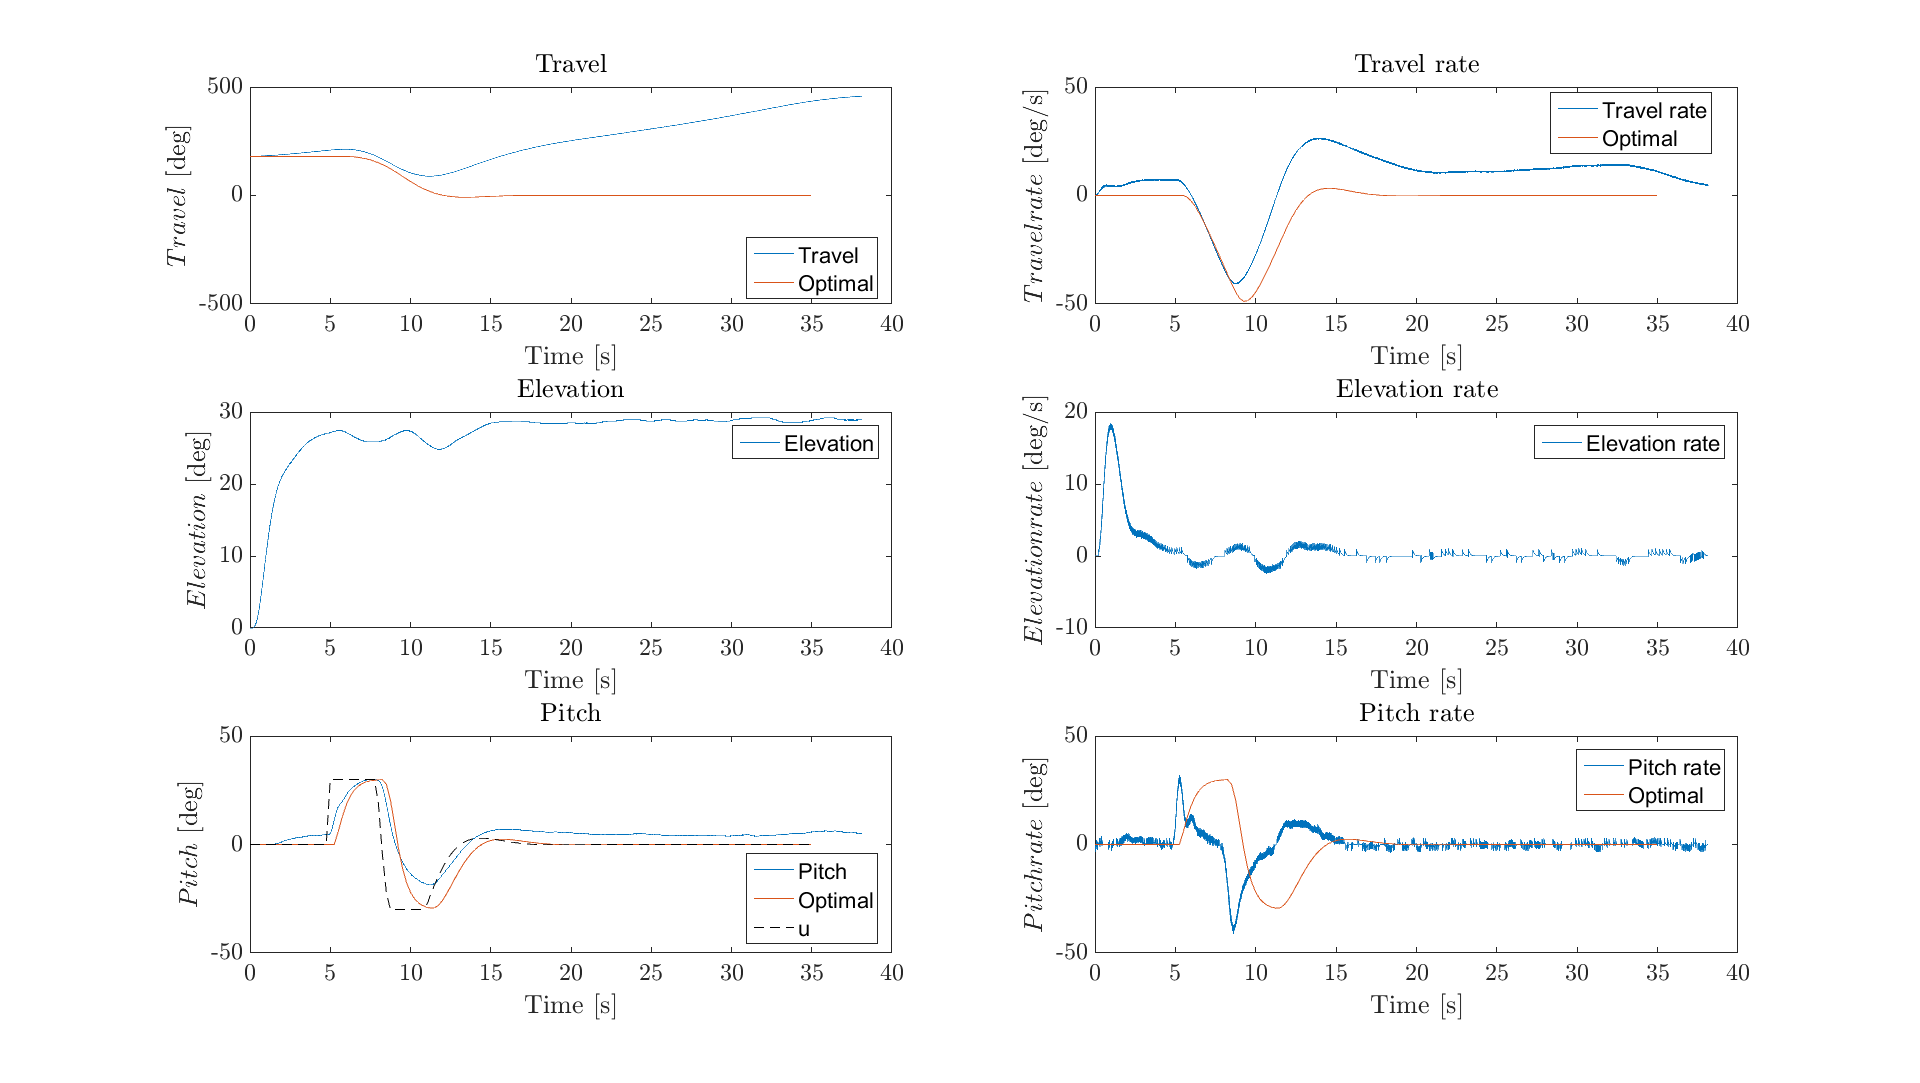 Travel
500
0
-500
Travel [deg]
Travel
Optimal
0 5 10 15 20 25 30 35 40
Time [s]
Travel rate
50
0
-50
Travelrate [deg/s]
Travel rate
Optimal
0 5 10 15 20 25 30 35 40
Time [s]
Elevation
30
20
10
0
Elevation [deg]
Elevation
0 5 10 15 20 25 30 35 40
Time [s]
Elevation rate
20
10
0
-10
Elevationrate [deg/s]
Elevation rate
0 5 10 15 20 25 30 35 40
Time [s]
Pitch
50
0
-50
Pitch [deg]
Pitch
Optimal
u
0 5 10 15 20 25 30 35 40
Time [s]
Pitch rate
50
0
-50
Pitchrate [deg]
Pitch rate
Optimal
0 5 10 15 20 25 30 35 40
Time [s]